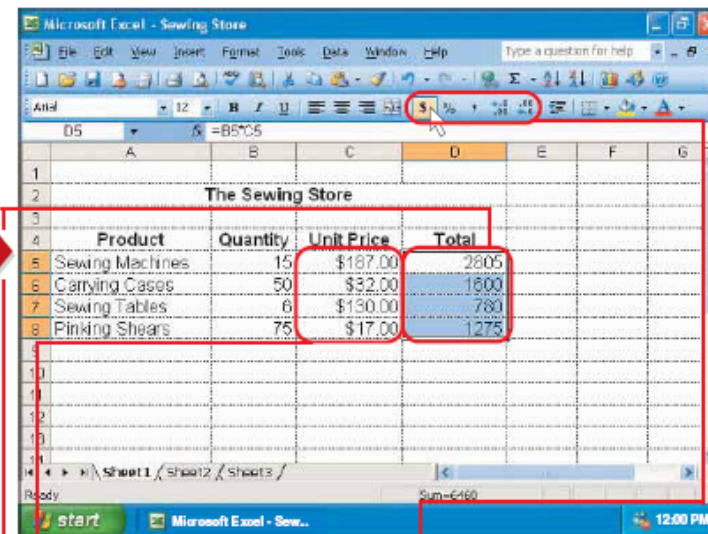 Microsoft Excel - Sewing Store
File Edit View Insert Format Tools Data Window Help Type a question for help
Arial 12 B I U $ % ,
D5 fx =B5*C5
A B C D E F G
1
2 The Sewing Store
3
4 Product Quantity Unit Price Total
5 Sewing Machines 15 $187.00 2805
6 Carrying Cases 50 $32.00 1600
7 Sewing Tables 6 $130.00 780
8 Pinking Shears 75 $17.00 1275
9
10
11
12
13
14
Sheet1 Sheet2 Sheet3
Ready Sum=6460
start Microsoft Excel - Sew... 12:00 PM